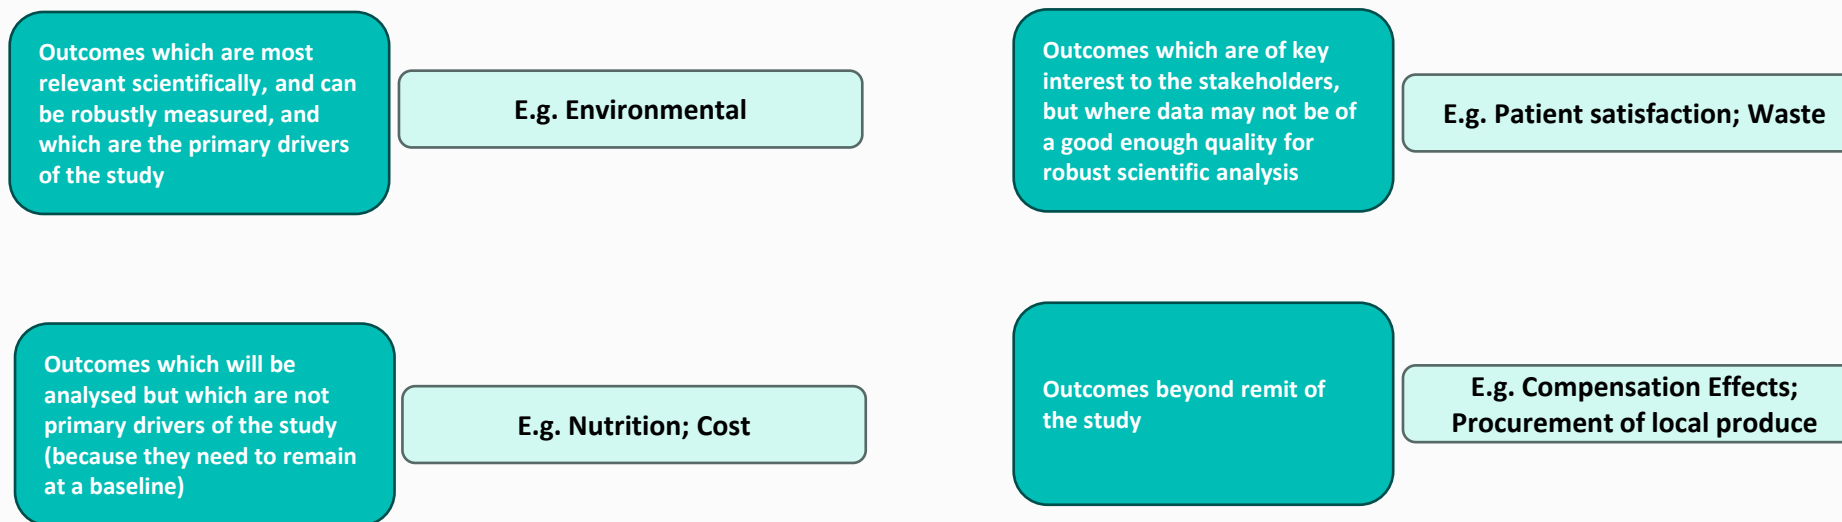 Outcomes which are most
relevant scientifically, and can
be robustly measured, and
which are the primary drivers
of the study
E.g. Environmental
Outcomes which are of key
interest to the stakeholders,
but where data may not be of
a good enough quality for
robust scientific analysis
E.g. Patient satisfaction; Waste
Outcomes which will be
analysed but which are not
primary drivers of the study
(because they need to remain
at a baseline)
E.g. Nutrition; Cost
Outcomes beyond remit of
the study
E.g. Compensation Effects;
Procurement of local produce